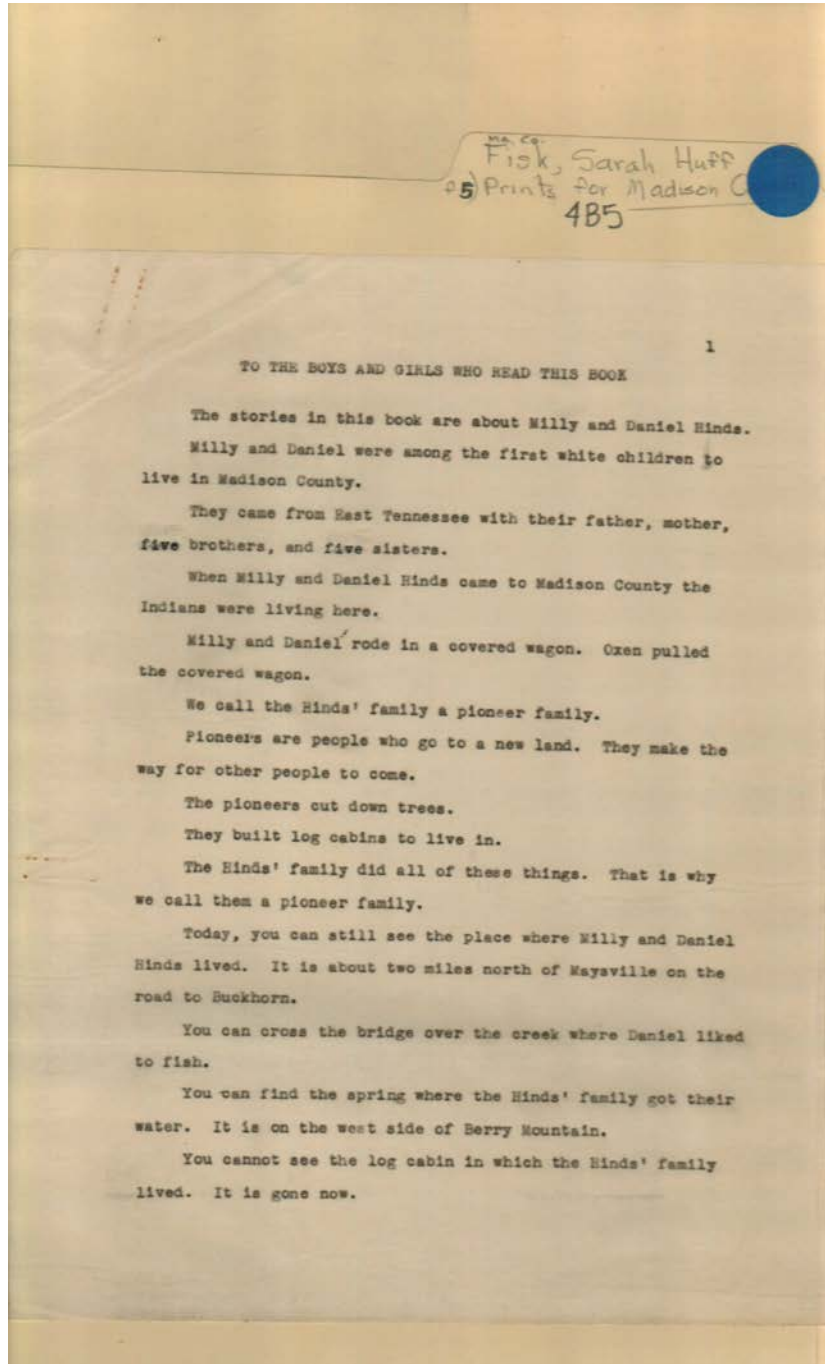 Ma. Co.
Fisk, Sarah Huff
5) Prints for Madison
4B5
1
TO THE BOYS AND GIRLS WHO READ THIS BOOK
The stories in this book are about Milly and Daniel Hinds.
Milly and Daniel were among the first white children to
live in Madison County.
They came from East Tennessee with their father, mother,
five brothers, and five sisters.
When Milly and Daniel Hinds came to Madison County the
Indians were living here.
Milly and Daniel rode in a covered wagon. Oxen pulled
the covered wagon.
We call the Hinds' family a pioneer family.
Pioneers are people who go to a new land. They make the
way for other people to come.
The pioneers cut down trees.
They built log cabins to live in.
The Hinds' family did all of these things. That is why
we call them a pioneer family.
Today, you can still see the place where Milly and Daniel
Hinds lived. It is about two miles north of Maysville on the
road to Buckhorn.
You can cross the bridge over the creek where Daniel liked
to fish.
You can find the spring where the Hinds' family got their
water. It is on the west side of Berry Mountain.
You cannot see the log cabin in which the Hinds' family
lived. It is gone now.